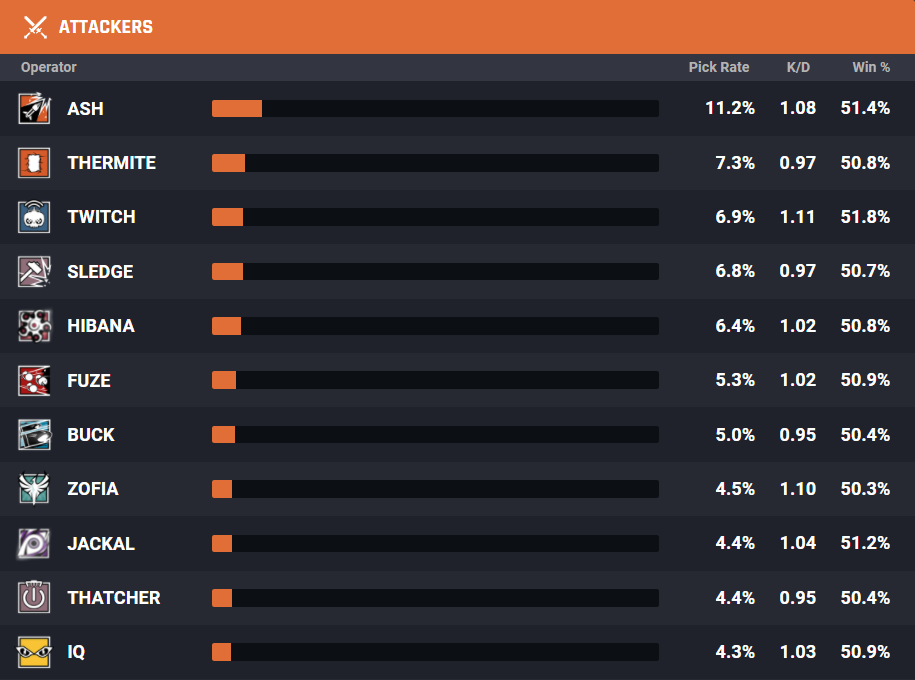 ATTACKERS
Operator Pick Rate K/D Win %
ASH 11.2% 1.08 51.4%
THERMITE 7.3% 0.97 50.8%
TWITCH 6.9% 1.11 51.8%
SLEDGE 6.8% 0.97 50.7%
HIBANA 6.4% 1.02 50.8%
FUZE 5.3% 1.02 50.9%
BUCK 5.0% 0.95 50.4%
ZOFIA 4.5% 1.10 50.3%
JACKAL 4.4% 1.04 51.2%
THATCHER 4.4% 0.95 50.4%
IQ 4.3% 1.03 50.9%